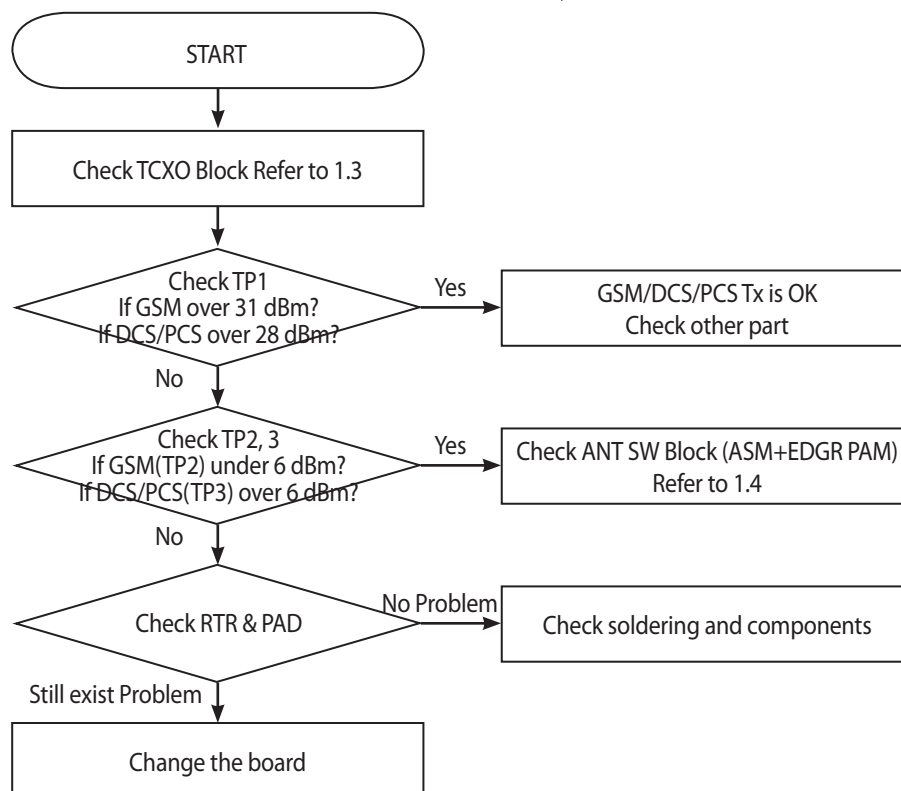 START
Check TCXO Block Refer to 1.3
Check TP1
If GSM over 31 dBm?
If DCS/PCS over 28 dBm?
Yes
GSM/DCS/PCS Tx is OK
Check other part
No
Check TP2, 3
If GSM(TP2) under 6 dBm?
If DCS/PCS(TP3) over 6 dBm?
Yes
Check ANT SW Block (ASM+EDGR PAM)
Refer to 1.4
No
Check RTR & PAD
No Problem
Check soldering and components
Still exist Problem
Change the board